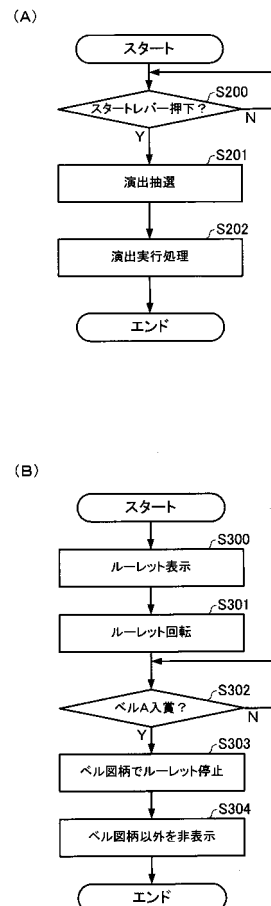 (A)
スタート
S200
スタートレバー押下?
N
Y
S201
演出抽選
S202
演出実行処理
エンド
(B)
スタート
S300
ルーレット表示
S301
ルーレット回転
S302
ベルA入賞?
N
Y
S303
ベル図柄でルーレット停止
S304
ベル図柄以外を非表示
エンド